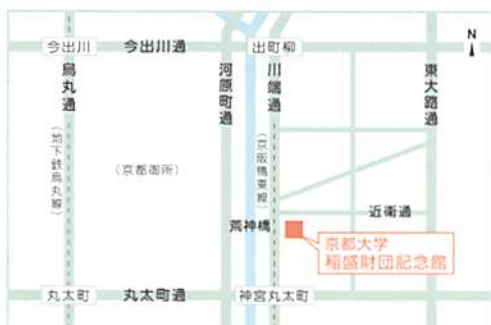 今出川
今出川通
出町柳
N
烏丸通
河原町通
川端通
東大路通
（地下鉄烏丸線）
（京都御所）
（京阪鴨東線）
近衛通
荒神橋
京都大学
稲盛財団記念館
丸太町
丸太町通
神宮丸太町